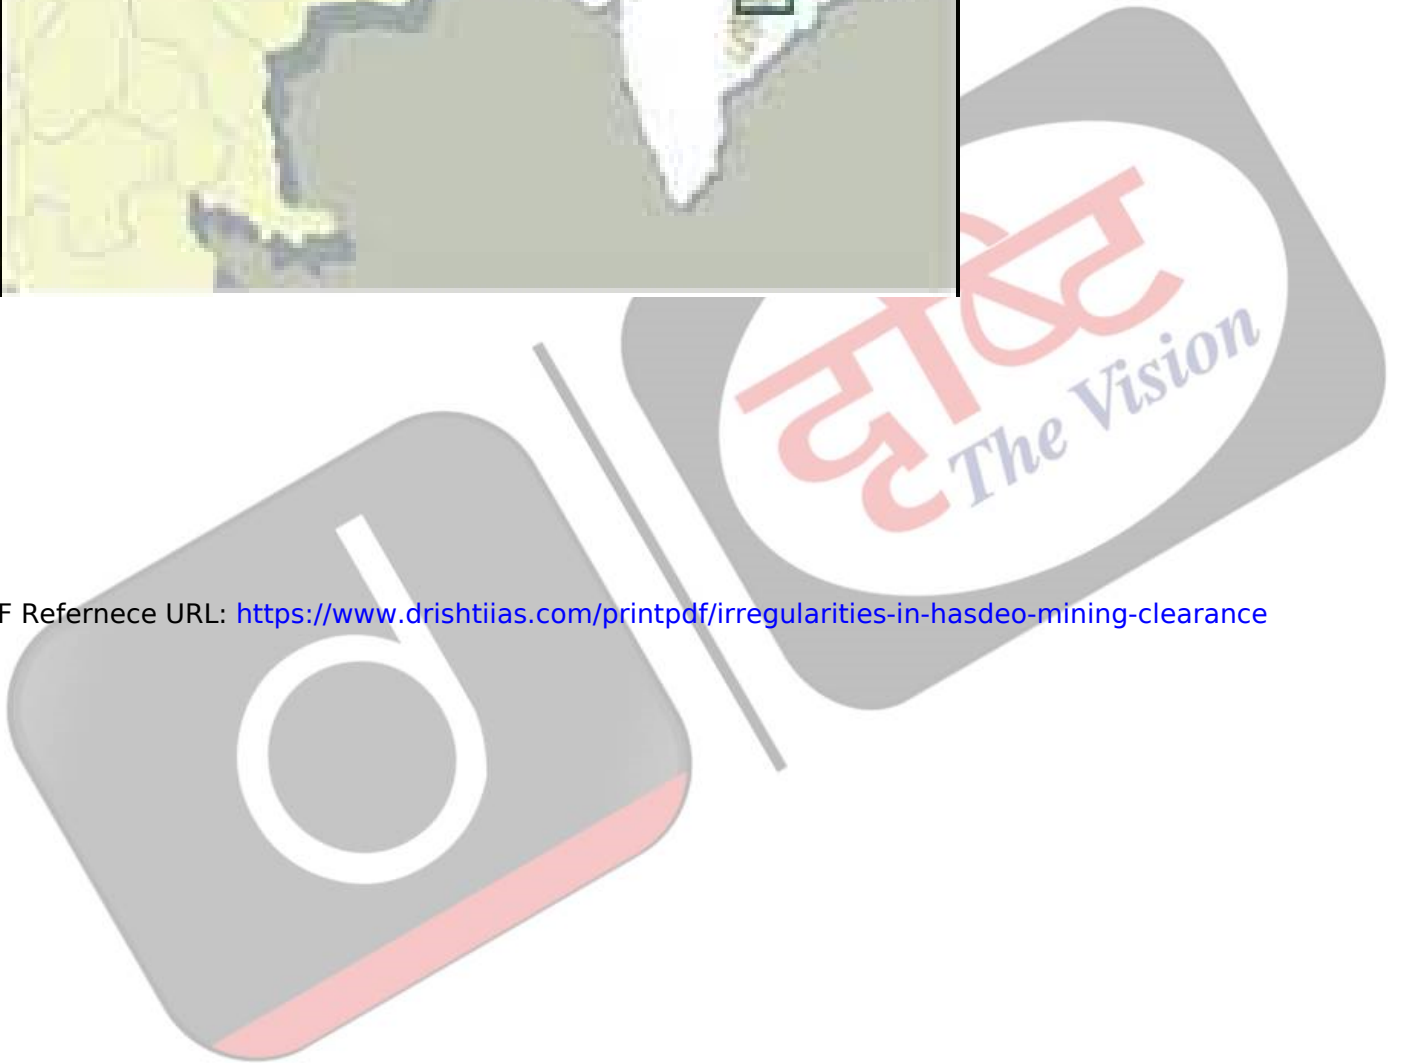 दृष्टि
The Vision
F Refernece URL: https://www.drishtiias.com/printpdf/irregularities-in-hasdeo-mining-clearance
d